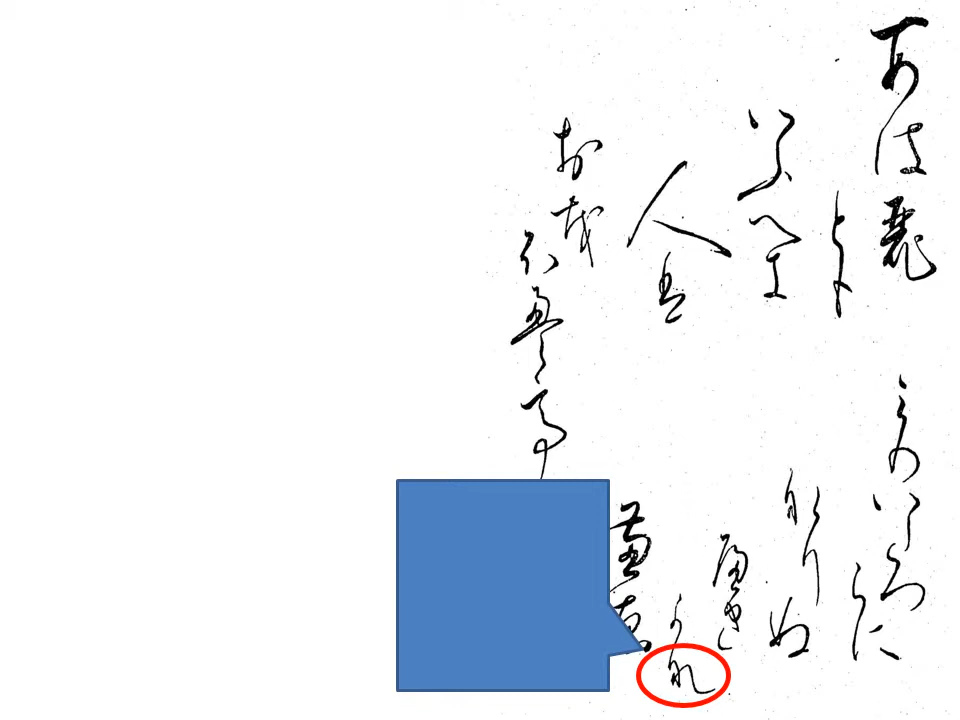 あは麗
とも
いふへき
人は
おも
ほえて
みのいたつ
らに
なりぬ
へき
かな